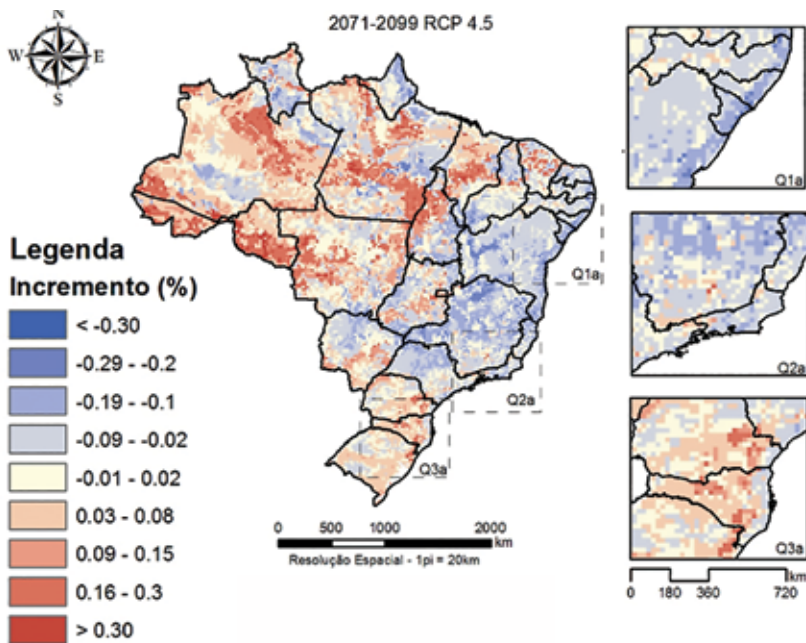 N
W E
S
2071-2099 RCP 4.5
Legenda
Incremento (%)
< -0.30
-0.29 - -0.2
-0.19 - -0.1
-0.09 - -0.02
-0.01 - 0.02
0.03 - 0.08
0.09 - 0.15
0.16 - 0.3
> 0.30
Q1a
Q2a
Q3a
0 500 1000 2000
km
Resolução Espacial - 1pi = 20km
Q1a
Q2a
Q3a
km
0 180 360 720